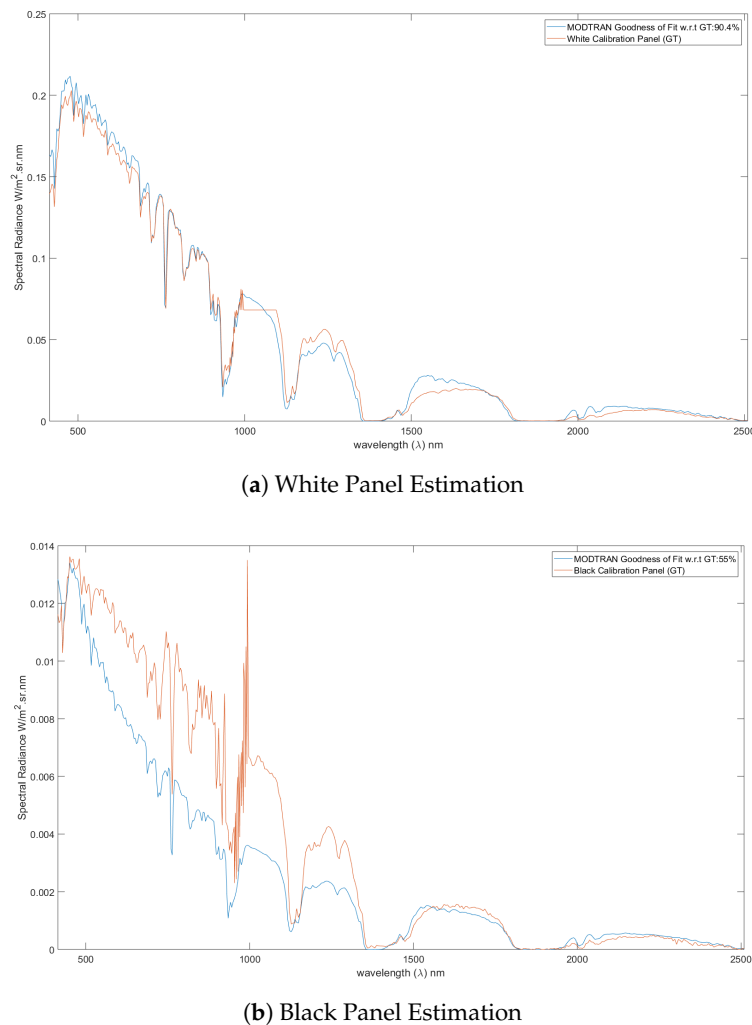 0.25
MODTRAN Goodness of Fit w.r.t GT:90.4%
White Calibration Panel (GT)
0.2
0.15
0.1
0.05
0
Spectral Radiance W/m².sr.nm
500
1000
1500
2000
2500
wavelength (λ) nm
(a) White Panel Estimation
0.014
MODTRAN Goodness of Fit w.r.t GT:55%
Black Calibration Panel (GT)
0.012
0.01
0.008
0.006
0.004
0.002
0
Spectral Radiance W/m².sr.nm
500
1000
1500
2000
2500
wavelength (λ) nm
(b) Black Panel Estimation